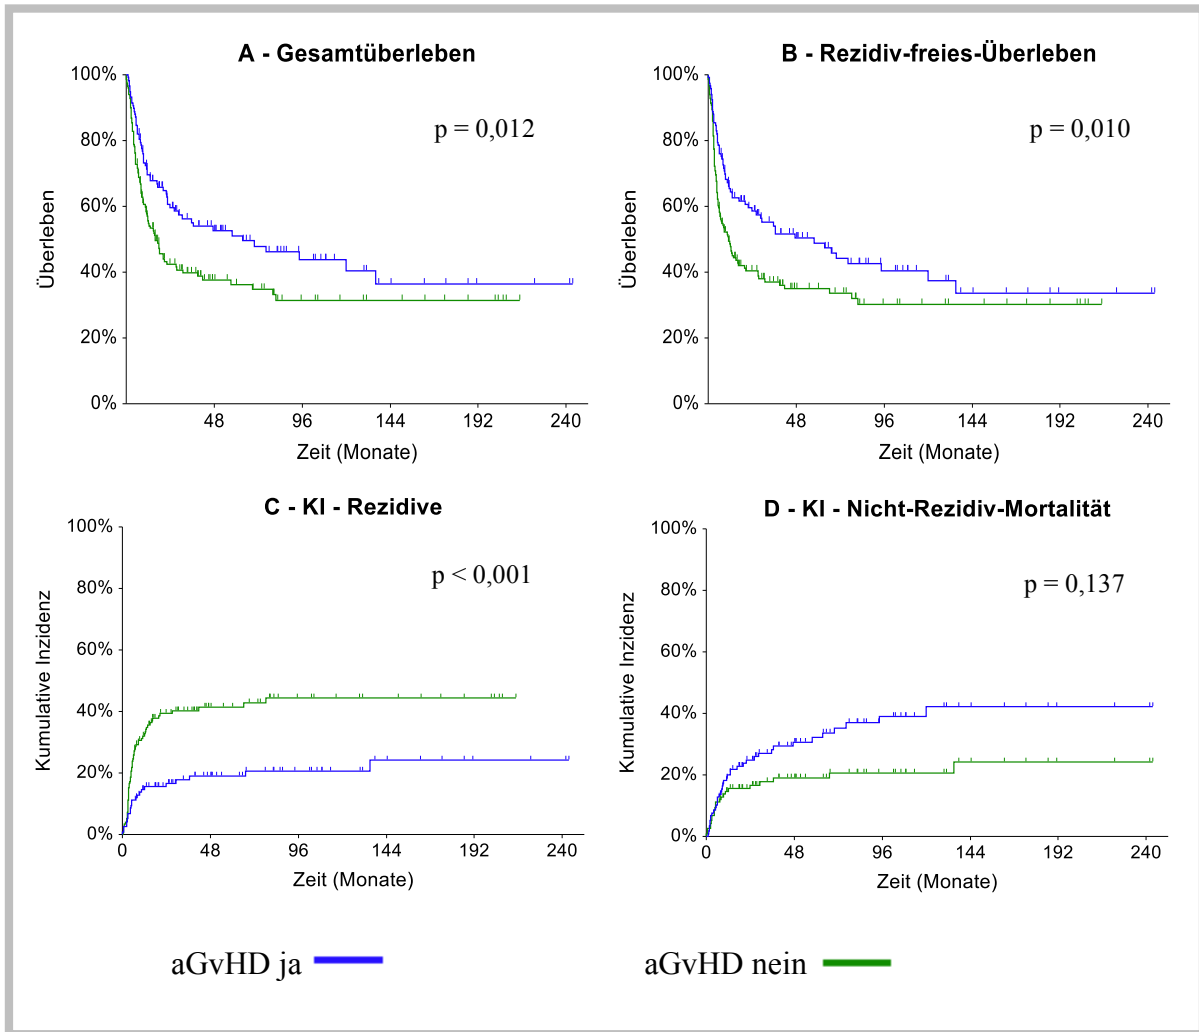 A - Gesamtüberleben
100%
80%
60%
40%
20%
0%
Überleben
p = 0,012
48 96 144 192 240
Zeit (Monate)
B - Rezidiv-freies-Überleben
100%
80%
60%
40%
20%
0%
Überleben
p = 0,010
48 96 144 192 240
Zeit (Monate)
C - KI - Rezidive
100%
80%
60%
40%
20%
0%
Kumulative Inzidenz
p < 0,001
0 48 96 144 192 240
Zeit (Monate)
D - KI - Nicht-Rezidiv-Mortalität
100%
80%
60%
40%
20%
0%
Kumulative Inzidenz
p = 0,137
0 48 96 144 192 240
Zeit (Monate)
aGvHD ja
aGvHD nein